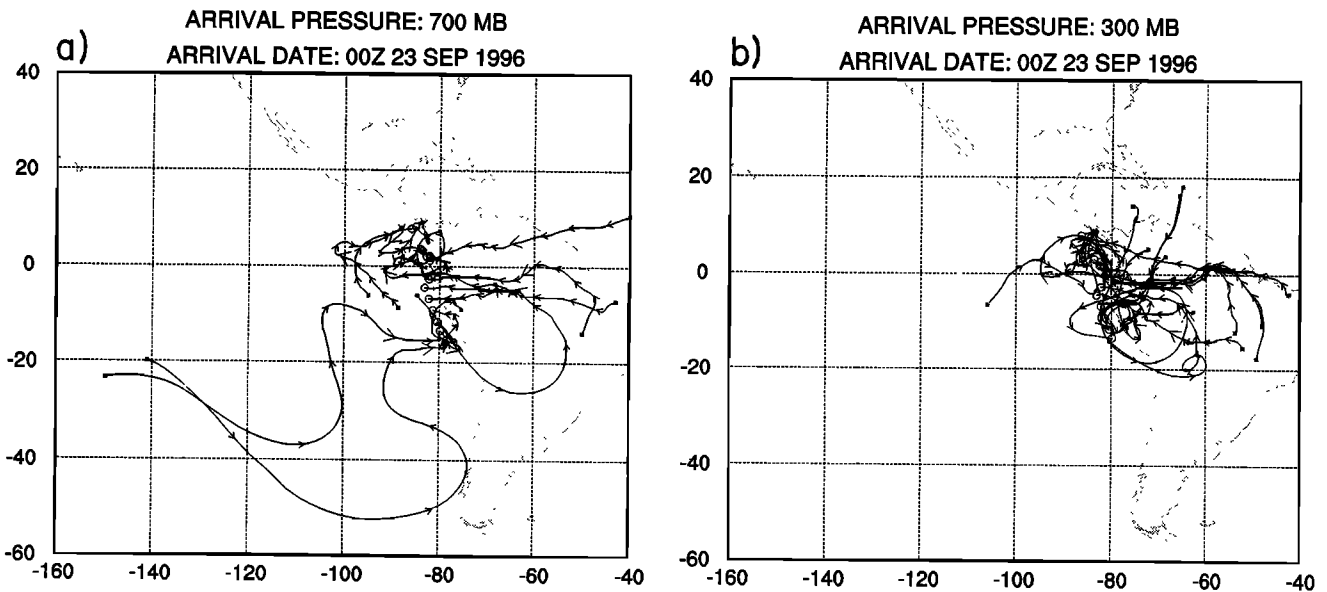 ARRIVAL PRESSURE: 700 MB
a)
ARRIVAL DATE: 00Z 23 SEP 1996
40
20
0
-20
-40
-60
-160 -140 -120 -100 -80 -60 -40
ARRIVAL PRESSURE: 300 MB
b)
ARRIVAL DATE: 00Z 23 SEP 1996
40
20
0
-20
-40
-60
-160 -140 -120 -100 -80 -60 -40